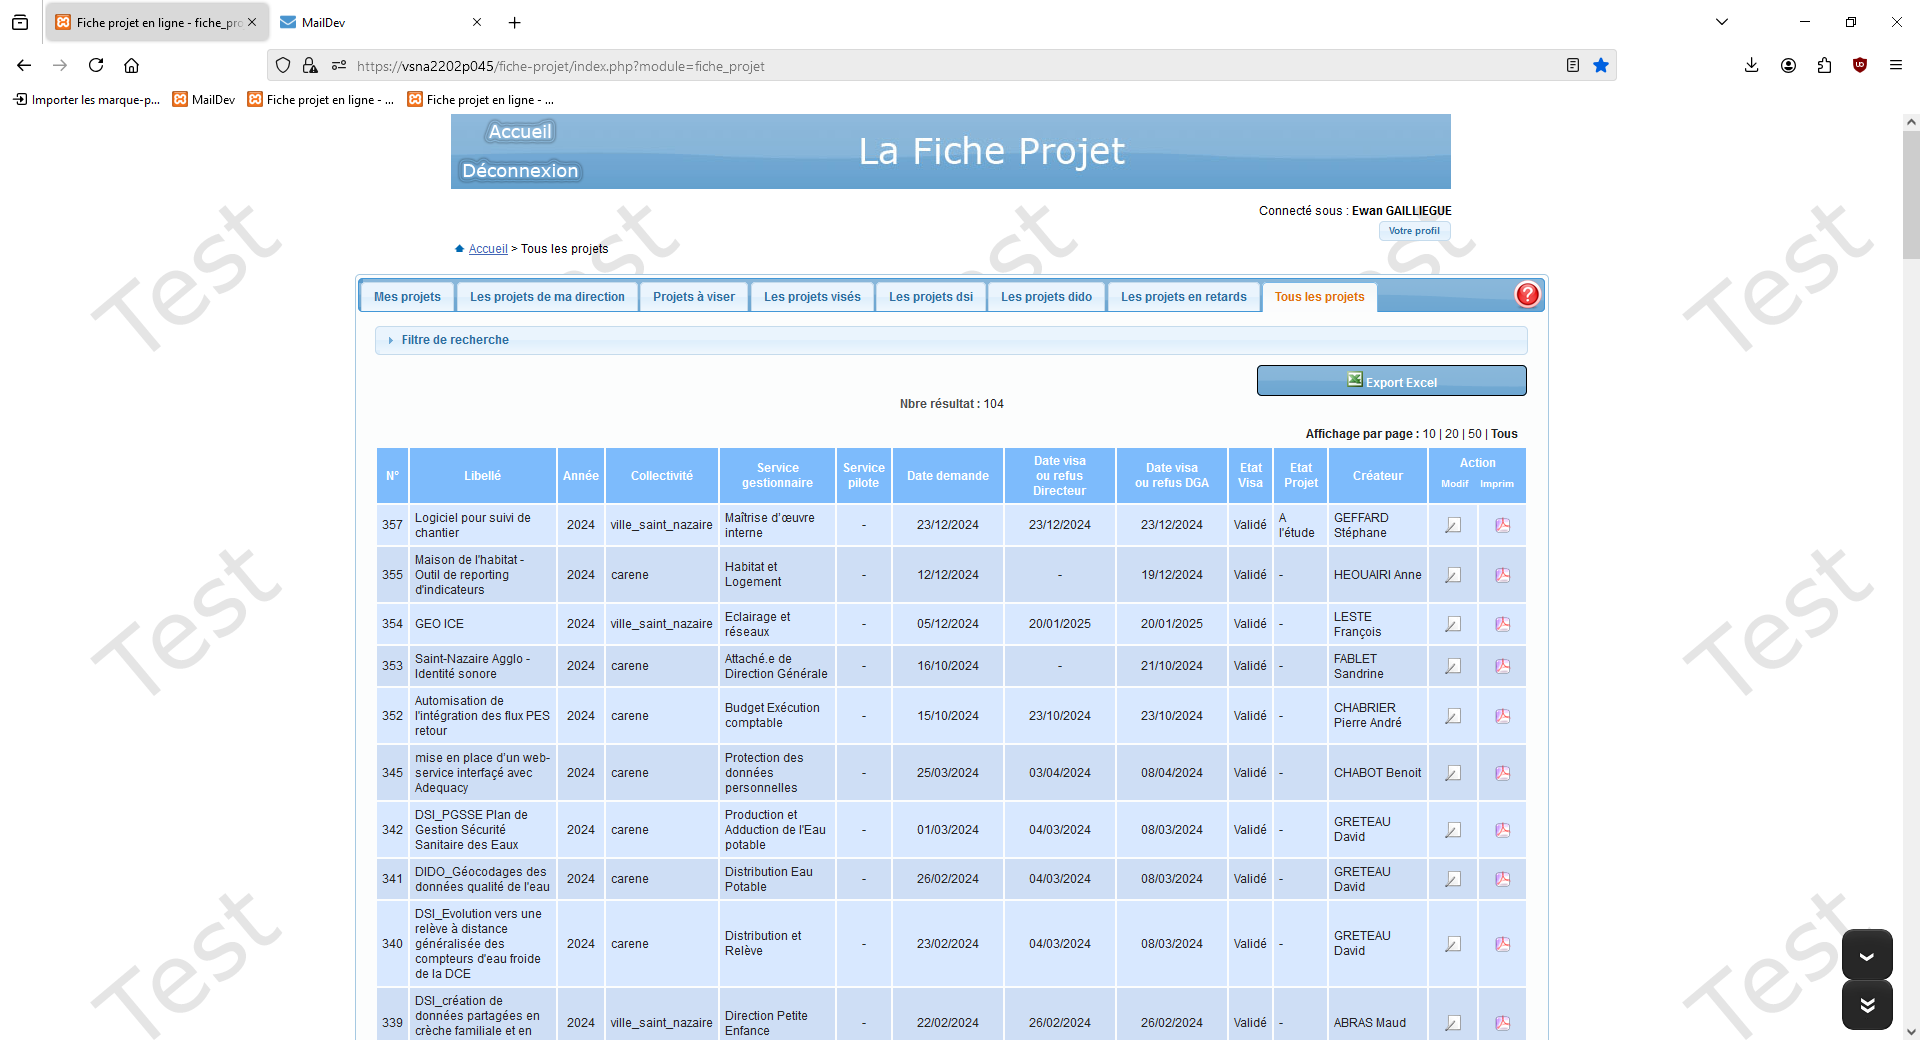 Fiche projet en ligne - fiche_pro
MailDev
https://vsna2202p045/fiche-projet/index.php?module=fiche_projet
Importer les marque-p...
MailDev
Fiche projet en ligne - ...
Fiche projet en ligne - ...
Accueil
Déconnexion
La Fiche Projet
Connecté sous : Ewan GAILLIEGUE
Votre profil
Accueil > Tous les projets
Mes projets
Les projets de ma direction
Projets à viser
Les projets visés
Les projets dsi
Les projets dido
Les projets en retards
Tous les projets
?
Filtre de recherche
Export Excel
Nbre résultat : 104
Affichage par page : 10 | 20 | 50 | Tous
N°
Libellé
Année
Collectivité
Service
gestionnaire
Service
pilote
Date demande
Date visa
ou refus
Directeur
Date visa
ou refus DGA
Etat
Visa
Etat
Projet
Créateur
Action
Modif Imprim
357
Logiciel pour suivi de
chantier
2024
ville_saint_nazaire
Maîtrise d'œuvre
interne
-
23/12/2024
23/12/2024
23/12/2024
Validé
A
l'étude
GEFFARD
Stéphane
355
Maison de l'habitat -
Outil de reporting
d'indicateurs
2024
carene
Habitat et
Logement
-
12/12/2024
-
19/12/2024
Validé
-
HEOUAIRI Anne
354
GEO ICE
2024
ville_saint_nazaire
Eclairage et
réseaux
-
05/12/2024
20/01/2025
20/01/2025
Validé
-
LESTE
François
353
Saint-Nazaire Agglo -
Identité sonore
2024
carene
Attaché.e de
Direction Générale
-
16/10/2024
-
21/10/2024
Validé
-
FABLET
Sandrine
352
Automisation de
l'intégration des flux PES
retour
2024
carene
Budget Exécution
comptable
-
15/10/2024
23/10/2024
23/10/2024
Validé
-
CHABRIER
Pierre André
345
mise en place d'un web-
service interfaçé avec
Adequacy
2024
carene
Protection des
données
personnelles
-
25/03/2024
03/04/2024
08/04/2024
Validé
-
CHABOT Benoit
342
DSI_PGSSE Plan de
Gestion Sécurité
Sanitaire des Eaux
2024
carene
Production et
Adduction de l'Eau
potable
-
01/03/2024
04/03/2024
08/03/2024
Validé
-
GRETEAU
David
341
DIDO_Géocodages des
données qualité de l'eau
2024
carene
Distribution Eau
Potable
-
26/02/2024
04/03/2024
08/03/2024
Validé
-
GRETEAU
David
340
DSI_Evolution vers une
relève à distance
généralisée des
compteurs d'eau froide
de la DCE
2024
carene
Distribution et
Relève
-
23/02/2024
04/03/2024
08/03/2024
Validé
-
GRETEAU
David
339
DSI_création de
données partagées en
crèche familiale et en
2024
ville_saint_nazaire
Direction Petite
Enfance
-
22/02/2024
26/02/2024
26/02/2024
Validé
-
ABRAS Maud
Test
Test
Test
Test
Test
Test
Test
Test
Test